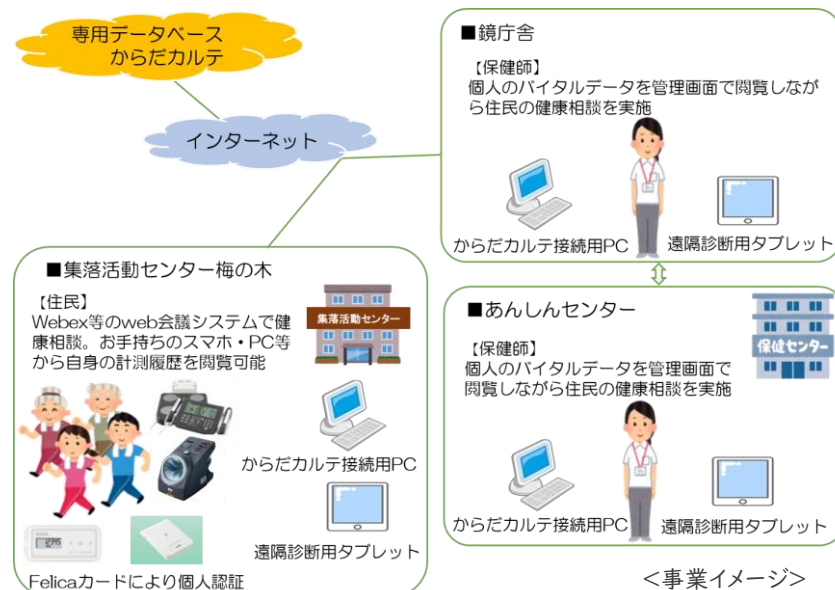 専用データベース
からだカルテ
インターネット
■鏡庁舎
【保健師】
個人のバイタルデータを管理画面で閲覧しなが
ら住民の健康相談を実施
からだカルテ接続用PC
遠隔診断用タブレット
■集落活動センター梅の木
【住民】
Webex等のweb会議システムで健
康相談。お手持ちのスマホ・PC等
から自身の計測履歴を閲覧可能
集落活動センター
からだカルテ接続用PC
遠隔診断用タブレット
Felicaカードにより個人認証
■あんしんセンター
【保健師】
個人のバイタルデータを管理画面で
閲覧しながら住民の健康相談を実施
保健センター
からだカルテ接続用PC
遠隔診断用タブレット
<事業イメージ>